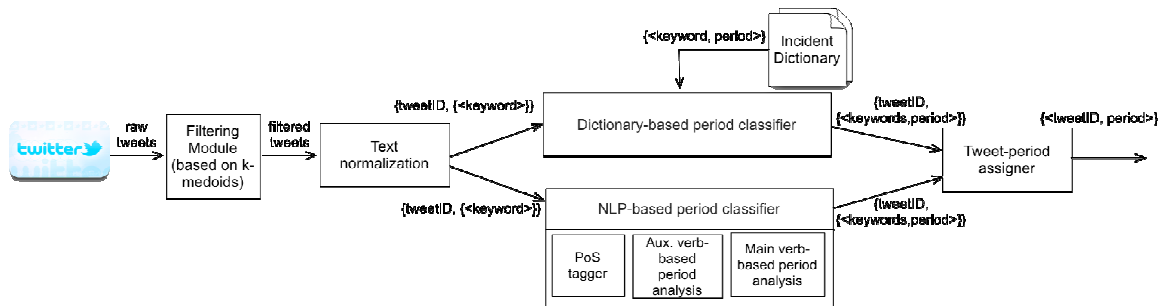 {<keyword, period>}
Incident
Dictionary
raw
tweets
twitter
Filtering
Module
(based on k-
medoids)
filtered
tweets
Text
normalization
{tweetID, {<keyword>}}
{tweetID, {<keyword>}}
Dictionary-based period classifier
NLP-based period classifier
PoS
tagger
Aux. verb-
based
period
analysis
Main verb-
based period
analysis
{tweetID,
{<keywords,period>}}
{tweetID,
{<keywords,period>}}
Tweet-period
assigner
{<tweetID, period>}